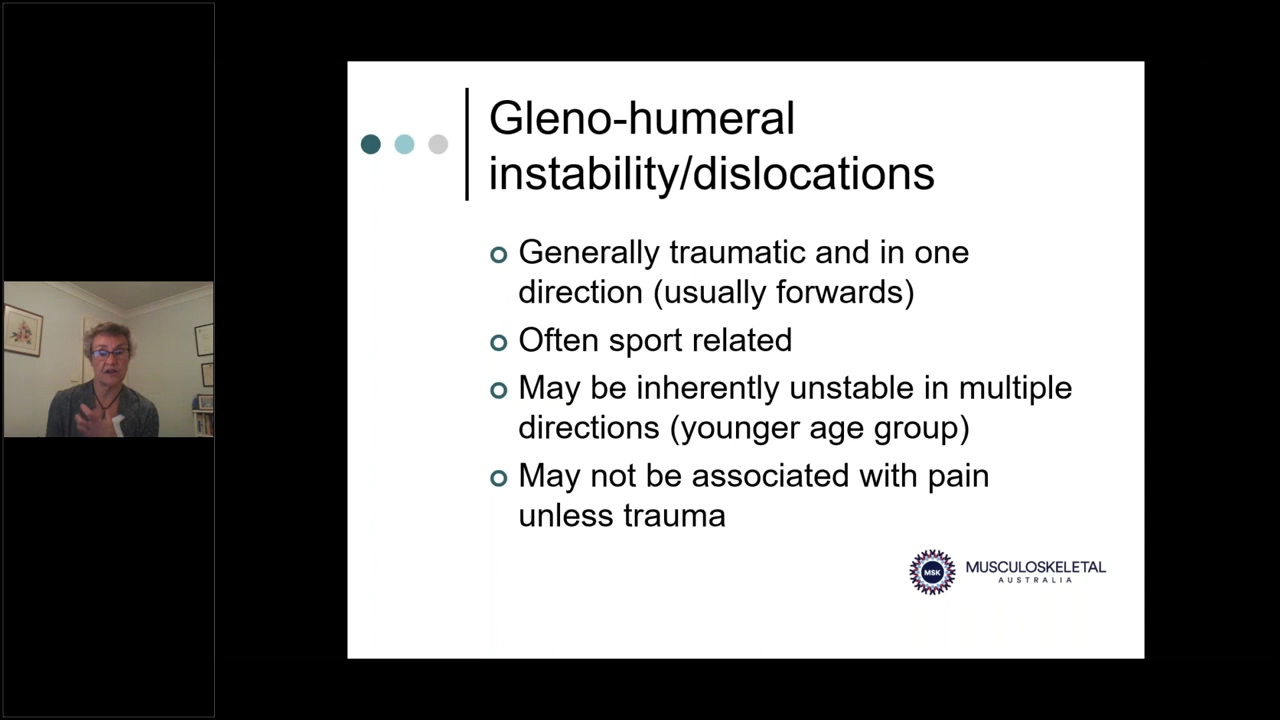 Gleno-humeral
instability/dislocations
Generally traumatic and in one
direction (usually forwards)
Often sport related
May be inherently unstable in multiple
directions (younger age group)
May not be associated with pain
unless trauma
MSK
MUSCULOSKELETAL
AUSTRALIA